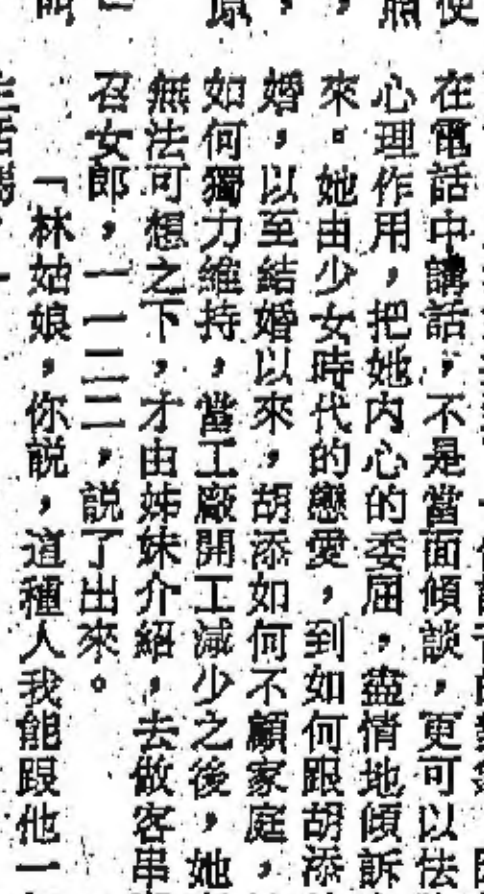 在電話中講話，不是當面傾談，更可以
心理作用，把她內心的委屈，盡情地傾訴
來。她由少女時代的戀愛，到如何跟胡添
婚，以至結婚以來，胡添如何不顧家庭，
如何獨力維持，當工廠開工減少之後，她
無法可想之下，才由姊妹介紹，去做客串
召女郎，一一二二，說了出來。
「林姑娘，你說，這種人我能跟他一